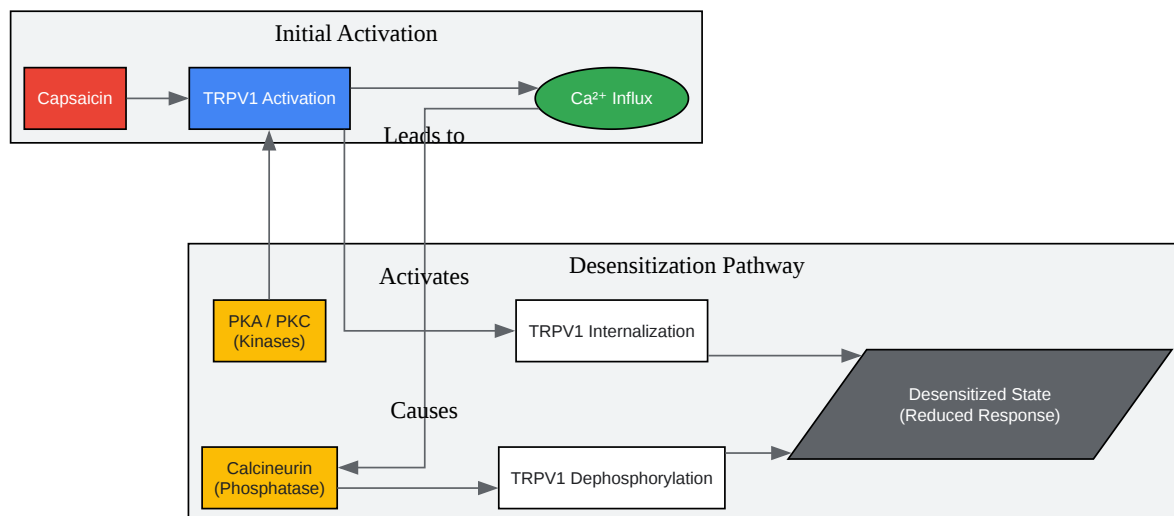 Initial Activation
Capsaicin
TRPV1 Activation
Ca²⁺ Influx
Leads to
Desensitization Pathway
Activates
PKA / PKC
(Kinases)
TRPV1 Internalization
Desensitized State
(Reduced Response)
Causes
Calcineurin
(Phosphatase)
TRPV1 Dephosphorylation